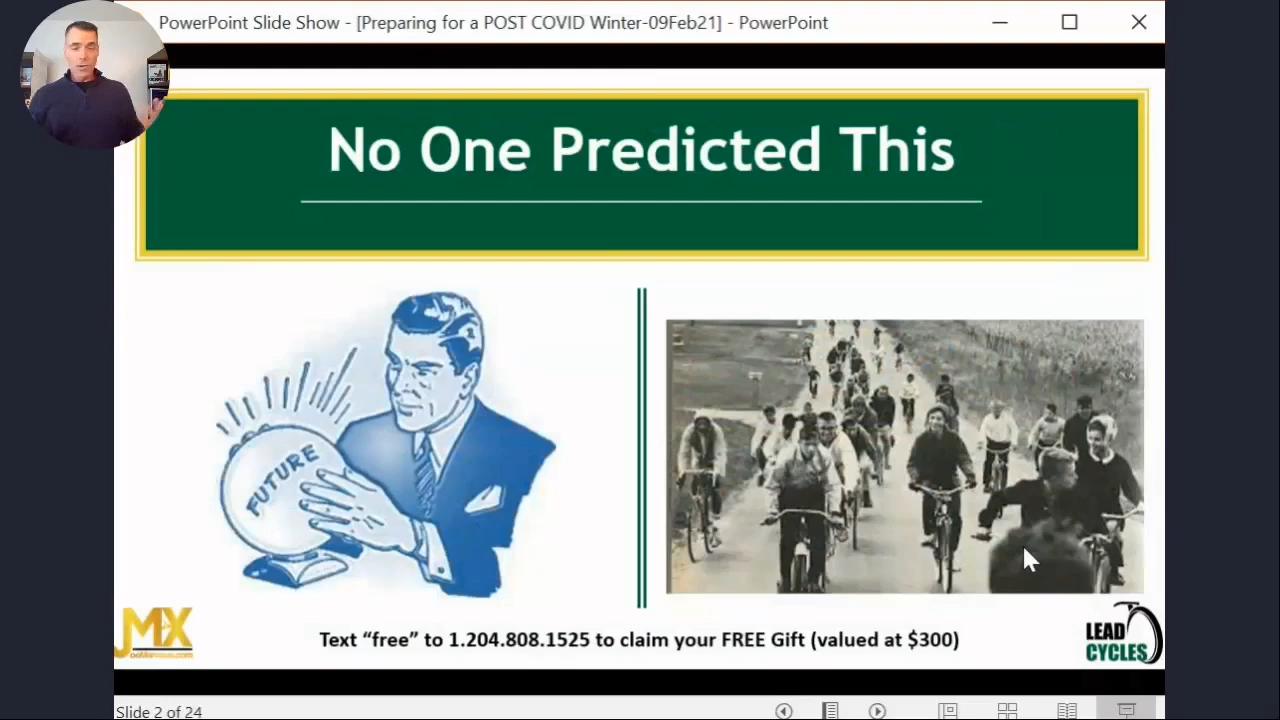 PowerPoint Slide Show - [Preparing for a POST COVID Winter-09Feb21] - PowerPoint
No One Predicted This
FUTURE
JMX
Text “free” to 1.204.808.1525 to claim your FREE Gift (valued at $300)
LEAD
CYCLES
Slide 2 of 24